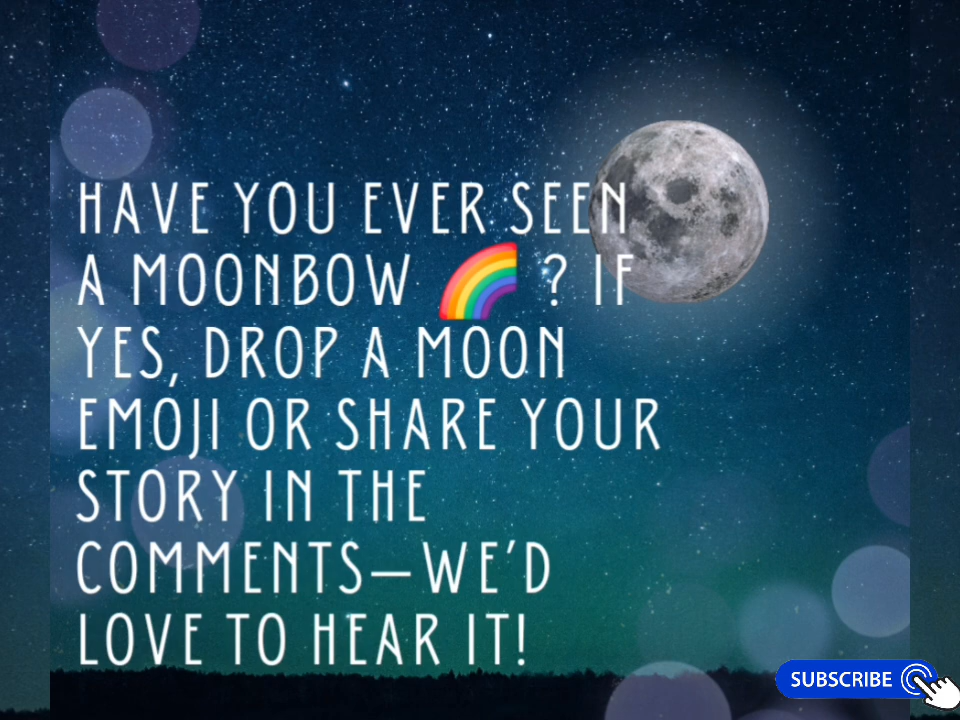 HAVE YOU EVER SEEN
A MOONBOW 🌈 ? IF
YES, DROP A MOON
EMOJI OR SHARE YOUR
STORY IN THE
COMMENTS—WE'D
LOVE TO HEAR IT!
SUBSCRIBE